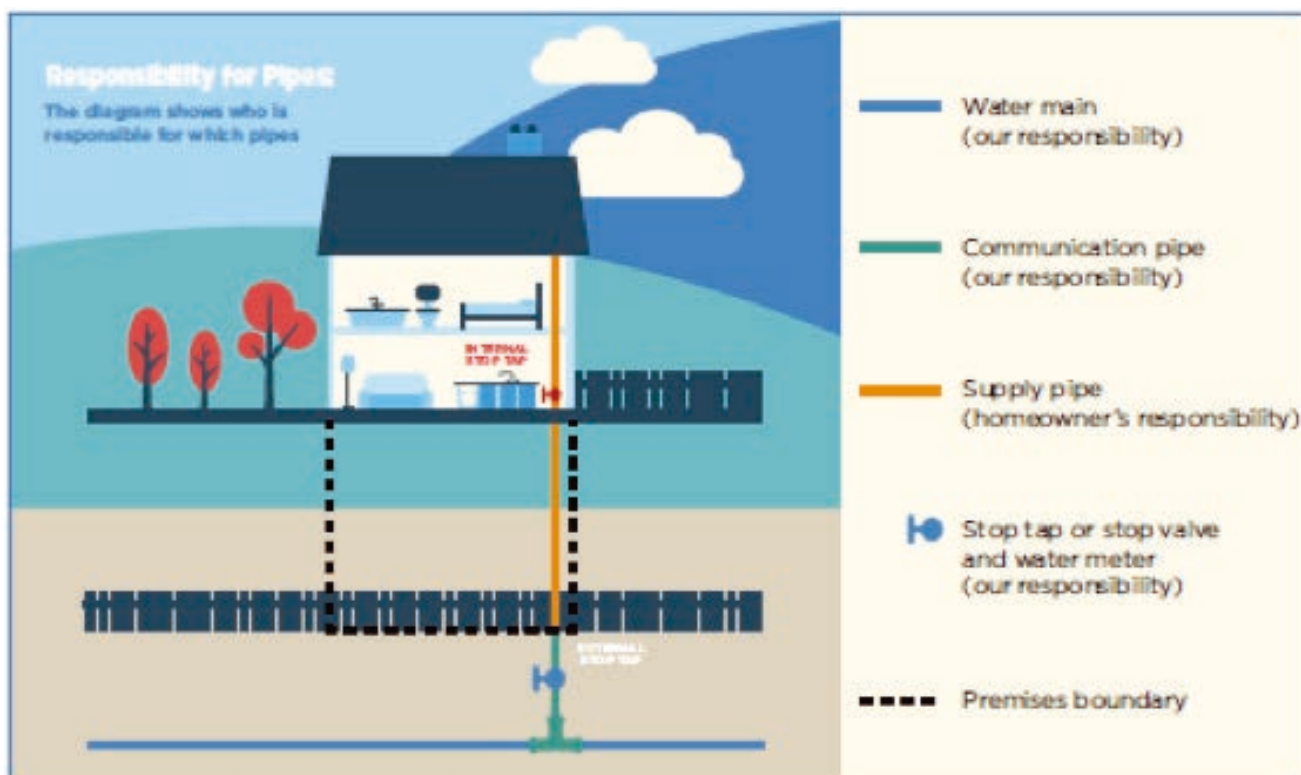 Responsibility for Pipes:
The diagram shows who is
responsible for which pipes
INTERNAL
STOP TAP
EXTERNAL
STOP TAP
Water main
(our responsibility)
Communication pipe
(our responsibility)
Supply pipe
(homeowner's responsibility)
Stop tap or stop valve
and water meter
(our responsibility)
Premises boundary